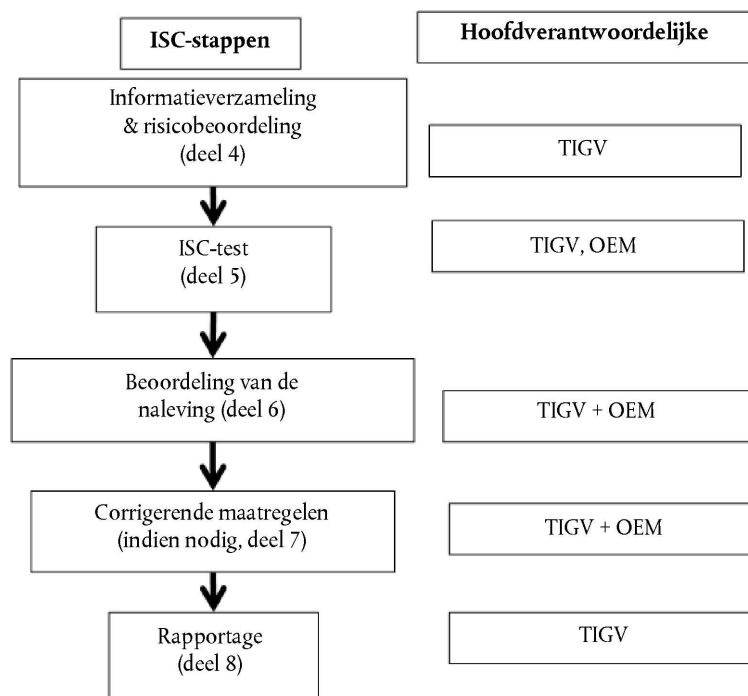 ISC-stappen
Hoofdverantwoordelijke
Informatieverzameling
& risicobeoordeling
(deel 4)
TIGV
ISC-test
(deel 5)
TIGV, OEM
Beoordeling van de
naleving (deel 6)
TIGV + OEM
Corrigerende maatregelen
(indien nodig, deel 7)
TIGV + OEM
Rapportage
(deel 8)
TIGV